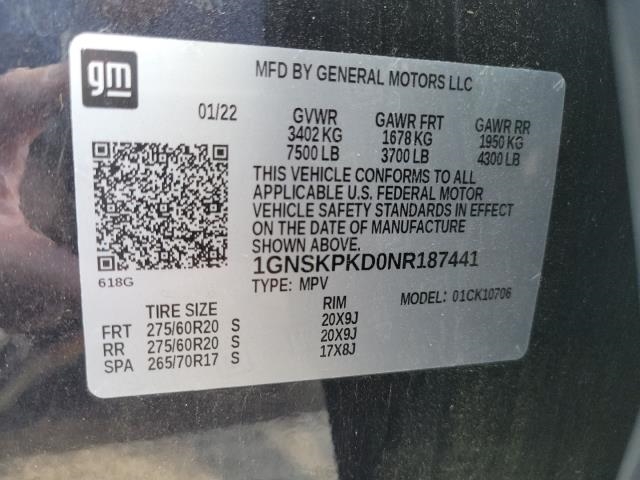 gm
MFD BY GENERAL MOTORS LLC
01/22 GVWR GAWR FRT GAWR RR
3402 KG 1678 KG 1950 KG
7500 LB 3700 LB 4300 LB
THIS VEHICLE CONFORMS TO ALL
APPLICABLE U.S. FEDERAL MOTOR
VEHICLE SAFETY STANDARDS IN EFFECT
ON THE DATE OF MANUFACTURE
SHOWN ABOVE.
1GNSKPKD0NR187441
618G TYPE: MPV MODEL: 01CK10706
TIRE SIZE RIM
FRT 275/60R20 S 20X9J
RR 275/60R20 S 20X9J
SPA 265/70R17 S 17X8J